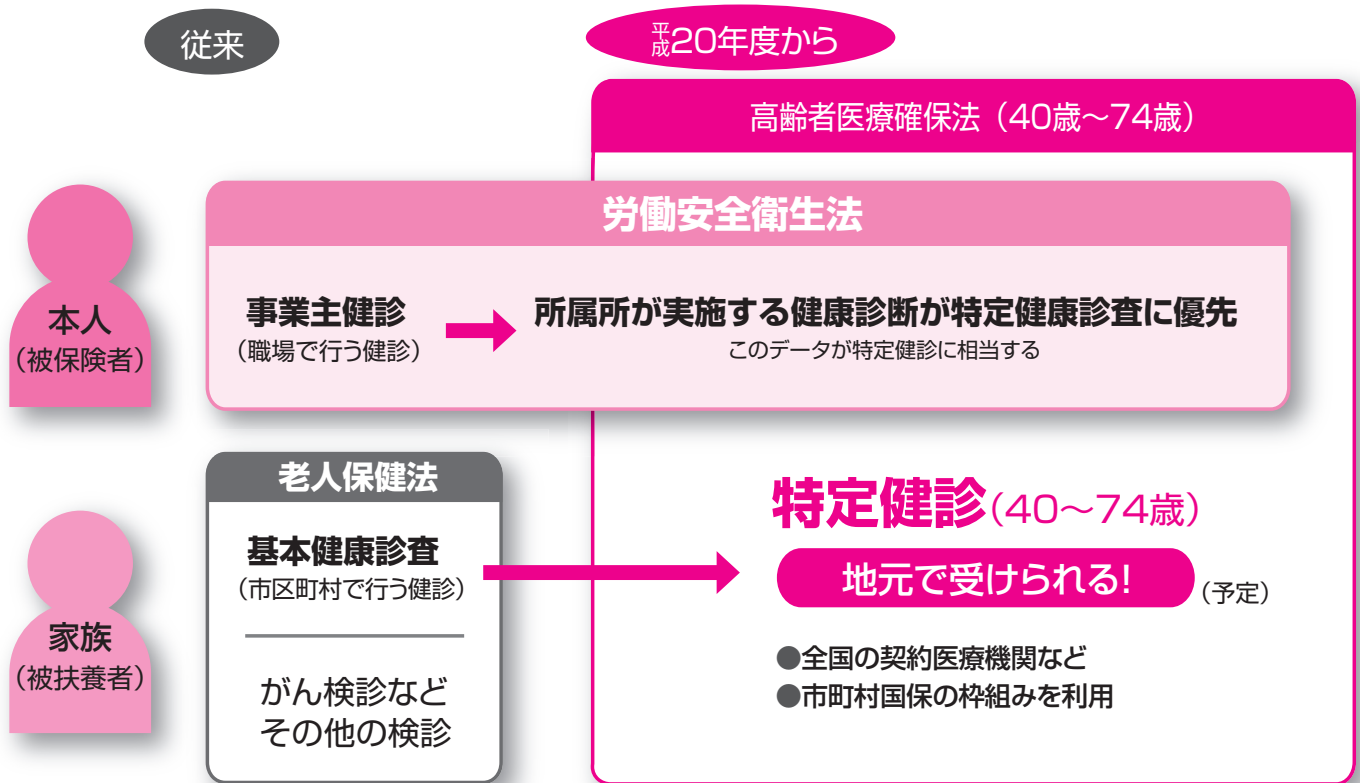 従来
平成20年度から
高齢者医療確保法（40歳～74歳）
労働安全衛生法
本人
（被保険者）
事業主健診
（職場で行う健診）
所属所が実施する健康診断が特定健康診査に優先
このデータが特定健診に相当する
家族
（被扶養者）
老人保健法
基本健康診査
（市区町村で行う健診）
がん検診など
その他の検診
特定健診（40～74歳）
地元で受けられる!
（予定）
●全国の契約医療機関など
●市町村国保の枠組みを利用